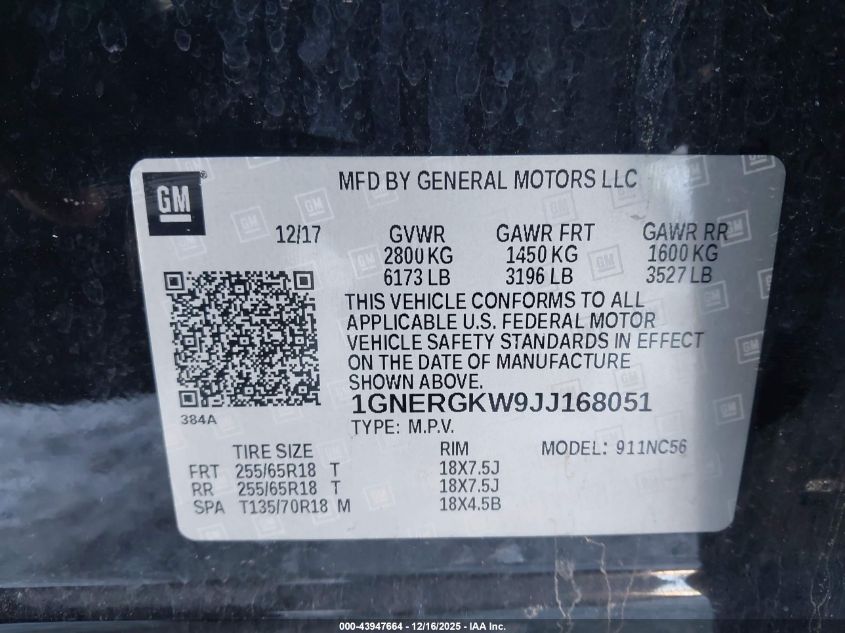 GM®
MFD BY GENERAL MOTORS LLC
12/17 GVWR GAWR FRT GAWR RR
2800 KG 1450 KG 1600 KG
6173 LB 3196 LB 3527 LB
THIS VEHICLE CONFORMS TO ALL
APPLICABLE U.S. FEDERAL MOTOR
VEHICLE SAFETY STANDARDS IN EFFECT
ON THE DATE OF MANUFACTURE
SHOWN ABOVE.
384A
1GNERGKW9JJ168051
TYPE: M.P.V.
TIRE SIZE RIM MODEL: 911NC56
FRT 255/65R18 T 18X7.5J
RR 255/65R18 T 18X7.5J
SPA T135/70R18 M 18X4.5B
000-43947664 - 12/16/2025 - IAA Inc.